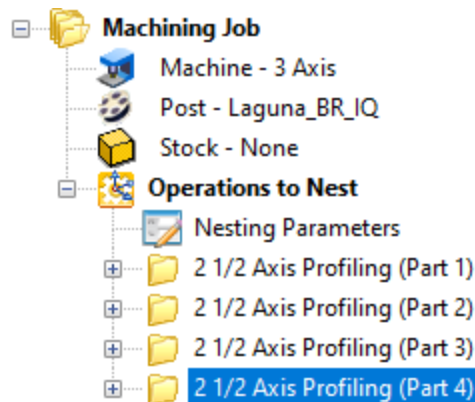 Machining Job
Machine - 3 Axis
Post - Laguna_BR_IQ
Stock - None
Operations to Nest
Nesting Parameters
2 1/2 Axis Profiling (Part 1)
2 1/2 Axis Profiling (Part 2)
2 1/2 Axis Profiling (Part 3)
2 1/2 Axis Profiling (Part 4)